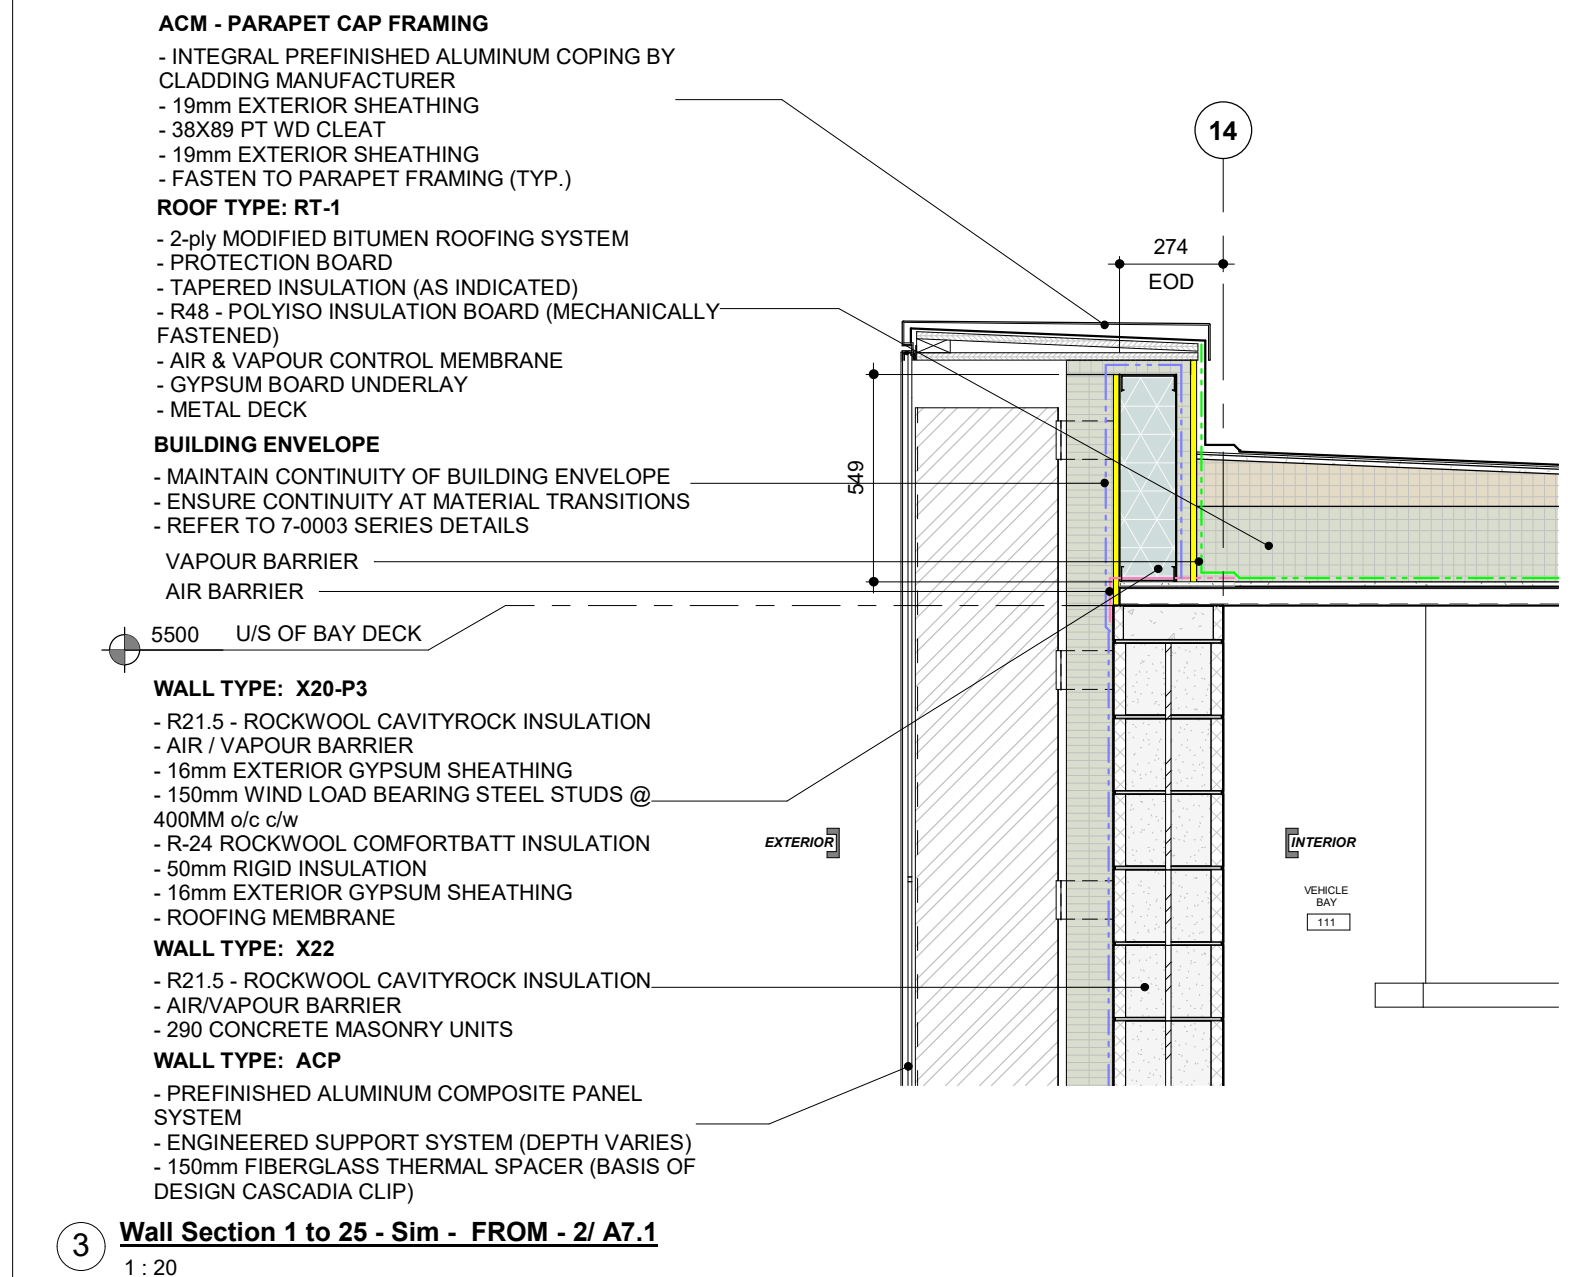 ACM - PARAPET CAP FRAMING
- INTEGRAL PREFINISHED ALUMINUM COPING BY
CLADDING MANUFACTURER
- 19mm EXTERIOR SHEATHING
- 38X89 PT WD CLEAT
- 19mm EXTERIOR SHEATHING
- FASTEN TO PARAPET FRAMING (TYP.)
ROOF TYPE: RT-1
- 2-ply MODIFIED BITUMEN ROOFING SYSTEM
- PROTECTION BOARD
- TAPERED INSULATION (AS INDICATED)
- R48 - POLYISO INSULATION BOARD (MECHANICALLY
FASTENED)
- AIR & VAPOUR CONTROL MEMBRANE
- GYPSUM BOARD UNDERLAY
- METAL DECK
BUILDING ENVELOPE
- MAINTAIN CONTINUITY OF BUILDING ENVELOPE
- ENSURE CONTINUITY AT MATERIAL TRANSITIONS
- REFER TO 7-0003 SERIES DETAILS
VAPOUR BARRIER
AIR BARRIER
5500 U/S OF BAY DECK
WALL TYPE: X20-P3
- R21.5 - ROCKWOOL CAVITYROCK INSULATION
- AIR / VAPOUR BARRIER
- 16mm EXTERIOR GYPSUM SHEATHING
- 150mm WIND LOAD BEARING STEEL STUDS @
400MM o/c c/w
- R-24 ROCKWOOL COMFORTBATT INSULATION
- 50mm RIGID INSULATION
- 16mm EXTERIOR GYPSUM SHEATHING
- ROOFING MEMBRANE
WALL TYPE: X22
- R21.5 - ROCKWOOL CAVITYROCK INSULATION
- AIR/VAPOUR BARRIER
- 290 CONCRETE MASONRY UNITS
WALL TYPE: ACP
- PREFINISHED ALUMINUM COMPOSITE PANEL
SYSTEM
- ENGINEERED SUPPORT SYSTEM (DEPTH VARIES)
- 150mm FIBERGLASS THERMAL SPACER (BASIS OF
DESIGN CASCADIA CLIP)
14
274
EOD
549
EXTERIOR
INTERIOR
VEHICLE
BAY
111
3 Wall Section 1 to 25 - Sim - FROM - 2/ A7.1
1 : 20